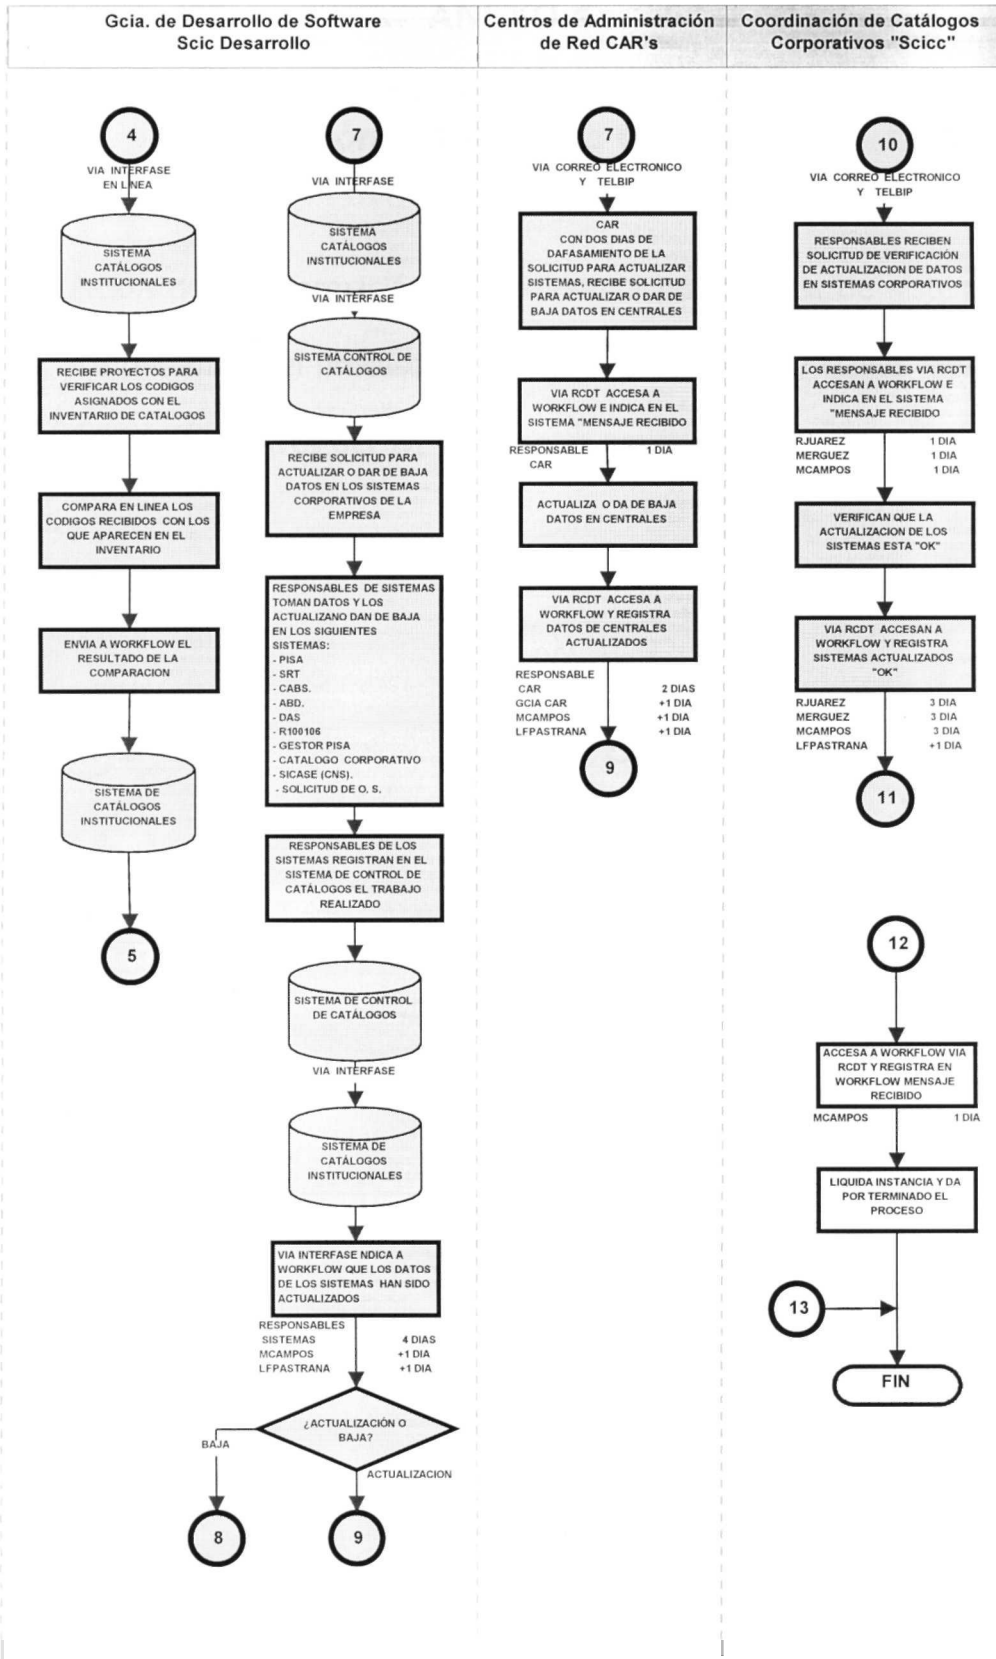 Gcia. de Desarrollo de Software
Scic Desarrollo
Centros de Administración
de Red CAR's
Coordinación de Catálogos
Corporativos "Scicc"
4
VIA INTERFASE
EN LINEA
SISTEMA
CATÁLOGOS
INSTITUCIONALES
RECIBE PROYECTOS PARA
VERIFICAR LOS CODIGOS
ASIGNADOS CON EL
INVENTARIIO DE CATALOGOS
COMPARA EN LINEA LOS
CODIGOS RECIBIDOS CON LOS
QUE APARECEN EN EL
INVENTARIO
ENVIA A WORKFLOW EL
RESULTADO DE LA
COMPARACION
SISTEMA DE
CATÁLOGOS
INSTITUCIONALES
5
7
VIA INTERFASE
SISTEMA
CATÁLOGOS
INSTITUCIONALES
VIA INTERFASE
SISTEMA CONTROL DE
CATÁLOGOS
RECIBE SOLICITUD PARA
ACTUALIZAR O DAR DE BAJA
DATOS EN LOS SISTEMAS
CORPORATIVOS DE LA
EMPRESA
RESPONSABLES DE SISTEMAS
TOMAN DATOS Y LOS
ACTUALIZANO DAN DE BAJA
EN LOS SIGUIENTES
SISTEMAS:
- PISA
- SRT
- CABS.
- ABD.
- DAS
- R100106
- GESTOR PISA
- CATALOGO CORPORATIVO
- SICASE (CNS).
- SOLICITUD DE O. S.
RESPONSABLES DE LOS
SISTEMAS REGISTRAN EN EL
SISTEMA DE CONTROL DE
CATÁLOGOS EL TRABAJO
REALIZADO
SISTEMA DE CONTROL
DE CATÁLOGOS
VIA INTERFASE
SISTEMA DE
CATÁLOGOS
INSTITUCIONALES
VIA INTERFASE NDICA A
WORKFLOW QUE LOS DATOS
DE LOS SISTEMAS HAN SIDO
ACTUALIZADOS
RESPONSABLES
SISTEMAS 4 DIAS
MCAMPOS +1 DIA
LFPASTRANA +1 DIA
¿ACTUALIZACIÓN O
BAJA?
BAJA
ACTUALIZACION
8
9
7
VIA CORREO ELECTRONICO
Y TELBIP
CAR
CON DOS DIAS DE
DAFASAMIENTO DE LA
SOLICITUD PARA ACTUALIZAR
SISTEMAS, RECIBE SOLICITUD
PARA ACTUALIZAR O DAR DE
BAJA DATOS EN CENTRALES
VIA RCDT ACCESA A
WORKFLOW E INDICA EN EL
SISTEMA "MENSAJE RECIBIDO
RESPONSABLE 1 DIA
CAR
ACTUALIZA O DA DE BAJA
DATOS EN CENTRALES
VIA RCDT ACCESA A
WORKFLOW Y REGISTRA
DATOS DE CENTRALES
ACTUALIZADOS
RESPONSABLE
CAR 2 DIAS
GCIA CAR +1 DIA
MCAMPOS +1 DIA
LFPASTRANA +1 DIA
9
10
VIA CORREO ELECTRONICO
Y TELBIP
RESPONSABLES RECIBEN
SOLICITUD DE VERIFICACIÓN
DE ACTUALIZACION DE DATOS
EN SISTEMAS CORPORATIVOS
LOS RESPONSABLES VIA RCDT
ACCESAN A WORKFLOW E
INDICA EN EL SISTEMA
"MENSAJE RECIBIDO
RJUAREZ 1 DIA
MERGUEZ 1 DIA
MCAMPOS 1 DIA
VERIFICAN QUE LA
ACTUALIZACION DE LOS
SISTEMAS ESTA "OK"
VIA RCDT ACCESAN A
WORKFLOW Y REGISTRA
SISTEMAS ACTUALIZADOS
"OK"
RJUAREZ 3 DIA
MERGUEZ 3 DIA
MCAMPOS 3 DIA
LFPASTRANA +1 DIA
11
12
ACCESA A WORKFLOW VIA
RCDT Y REGISTRA EN
WORKFLOW MENSAJE
RECIBIDO
MCAMPOS 1 DIA
LIQUIDA INSTANCIA Y DA
POR TERMINADO EL
PROCESO
13
FIN